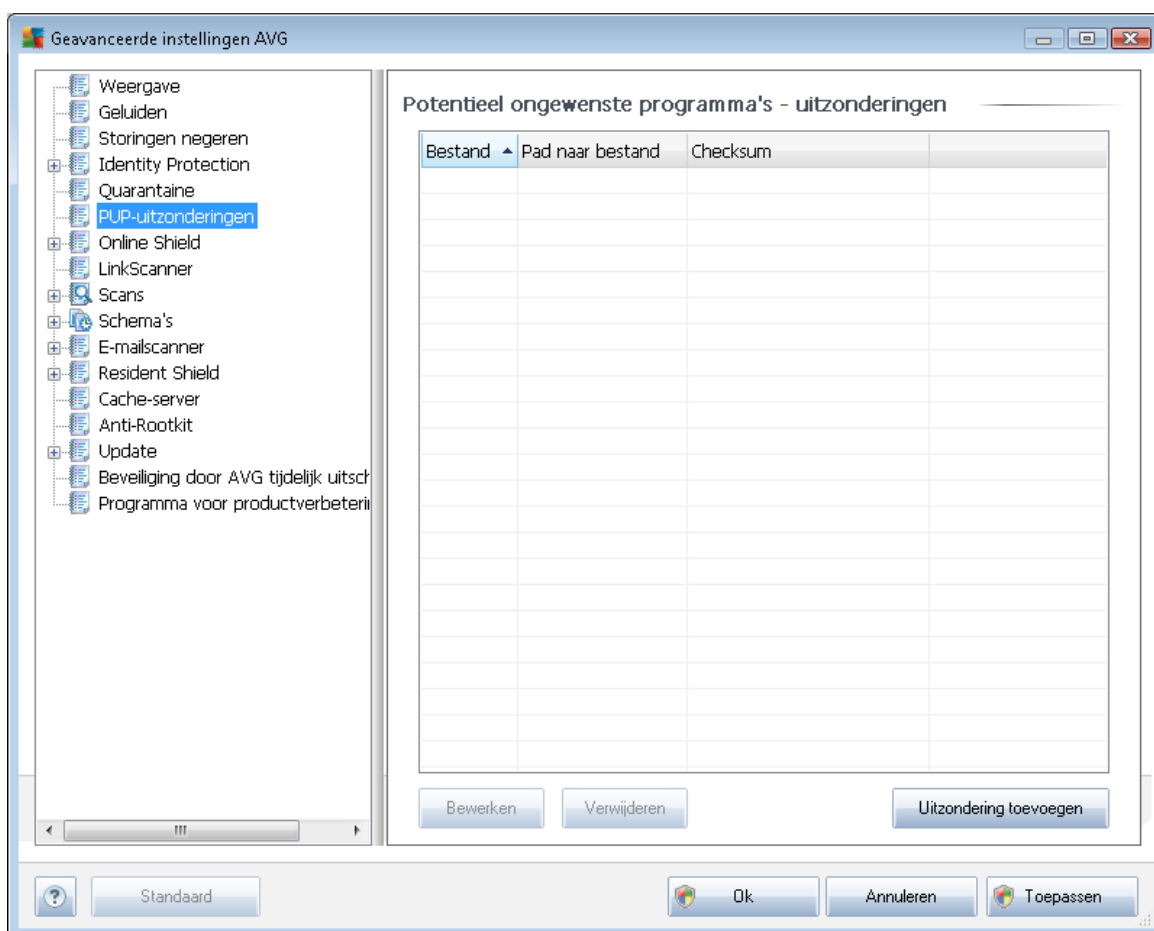 Geavanceerde instellingen AVG
Weergave
Geluiden
Storingen negeren
Identity Protection
Quarantaine
PUP-uitzonderingen
Online Shield
LinkScanner
Scans
Schema's
E-mailscanner
Resident Shield
Cache-server
Anti-Rootkit
Update
Beveiliging door AVG tijdelijk uitsch
Programma voor productverbeterin
Potentieel ongewenste programma's - uitzonderingen
Bestand Pad naar bestand Checksum
Bewerken Verwijderen Uitzondering toevoegen
? Standaard Ok Annuleren Toepassen